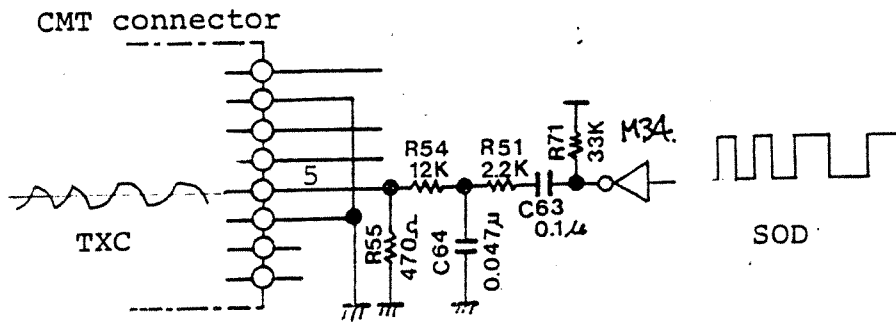 CMT connector
TXC
5
R54
12K
R51
2.2K
R71
33K
M34.
C63
0.1μ
R55
470Ω
C64
0.047μ
SOD